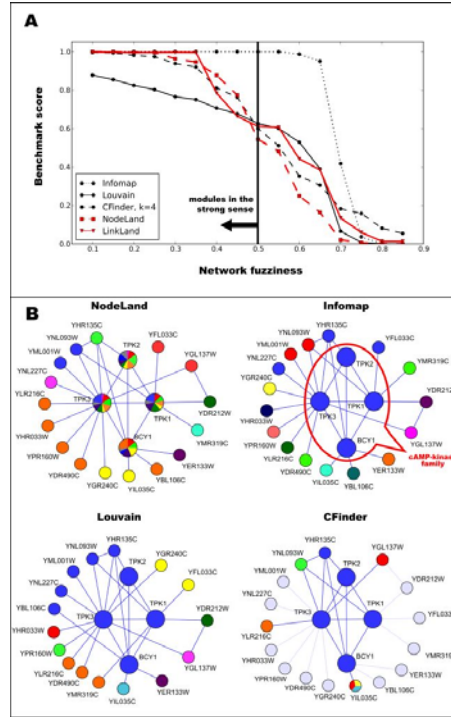 A
Benchmark score
1.0
0.8
0.6
0.4
0.2
0.0
Infomap
Louvain
CFinder, k=4
NodeLand
LinkLand
modules in the
strong sense
0.1 0.2 0.3 0.4 0.5 0.6 0.7 0.8 0.9
Network fuzziness
B
NodeLand
YHR135C
YNL093W
YML001W
YNL227C
YLR216C
YHR033W
YPR160W
YDR490C
YGR240C
YIL035C
YER133W
YMR319C
YDR212W
YGL137W
YFL033C
TPK2
TPK3
TPK1
BCY1
Infomap
YHR135C
YNL093W
YML001W
YNL227C
YGR240C
YHR033W
YPR160W
YLR216C
YDR490C
YIL035C
YBL106C
YER133W
YGL137W
YDR212W
YMR319C
YFL033C
TPK2
TPK3
TPK1
BCY1
cAMP-kinase
family
Louvain
YHR135C
YNL093W
YML001W
YNL227C
YBL106C
YHR033W
YPR160W
YLR216C
YDR490C
YMR319C
YIL035C
YER133W
YGL137W
YDR212W
YFL033C
YGR240C
TPK2
TPK3
TPK1
BCY1
CFinder
YHR135C
YNL093W
YML001W
YNL227C
YLR216C
YHR033W
YPR160W
YDR490C
YGR240C
YIL035C
YBL106C
YER133W
YMR319C
YFL033C
YDR212W
YGL137W
TPK2
TPK3
TPK1
BCY1